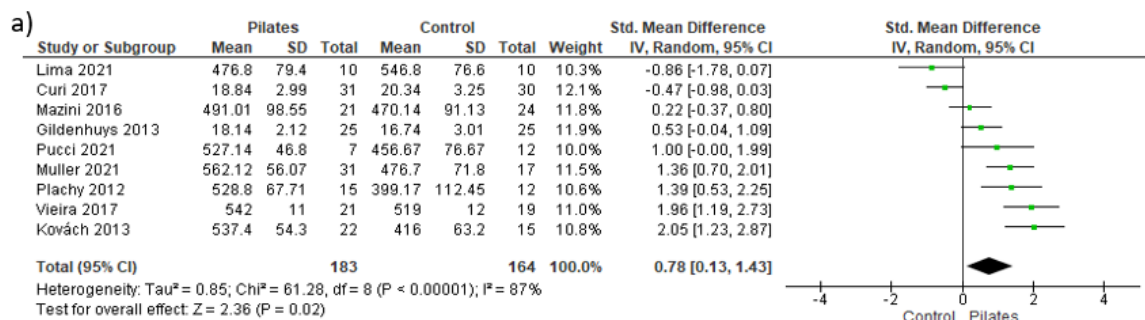 a)
Pilates Control Std. Mean Difference Std. Mean Difference
Study or Subgroup Mean SD Total Mean SD Total Weight IV, Random, 95% CI IV, Random, 95% CI
Lima 2021 476.8 79.4 10 546.8 76.6 10 10.3% -0.86 [-1.78, 0.07]
Curi 2017 18.84 2.99 31 20.34 3.25 30 12.1% -0.47 [-0.98, 0.03]
Mazini 2016 491.01 98.55 21 470.14 91.13 24 11.8% 0.22 [-0.37, 0.80]
Gildenhuys 2013 18.14 2.12 25 16.74 3.01 25 11.9% 0.53 [-0.04, 1.09]
Pucci 2021 527.14 46.8 7 456.67 76.67 12 10.0% 1.00 [-0.00, 1.99]
Muller 2021 562.12 56.07 31 476.7 71.8 17 11.5% 1.36 [0.70, 2.01]
Plachy 2012 528.8 67.71 15 399.17 112.45 12 10.6% 1.39 [0.53, 2.25]
Vieira 2017 542 11 21 519 12 19 11.0% 1.96 [1.19, 2.73]
Kovách 2013 537.4 54.3 22 416 63.2 15 10.8% 2.05 [1.23, 2.87]
Total (95% CI) 183 164 100.0% 0.78 [0.13, 1.43]
Heterogeneity: Tau² = 0.85; Chi² = 61.28, df = 8 (P < 0.00001); I² = 87%
Test for overall effect: Z = 2.36 (P = 0.02)
-4 -2 0 2 4
Control Pilates